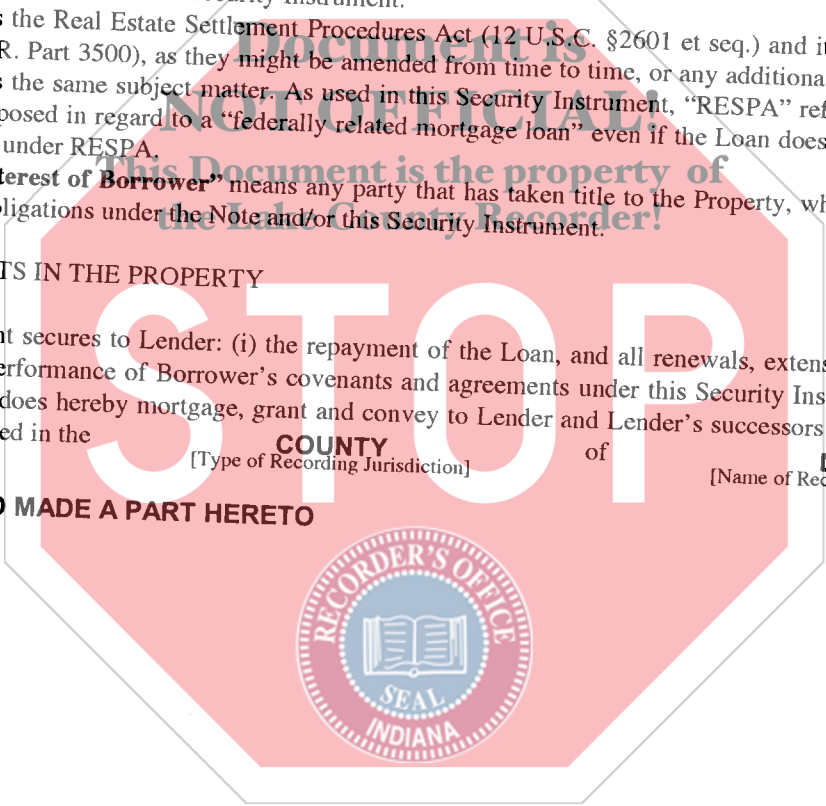 s the Real Estate Settlement Procedures Act (12 U.S.C. §2601 et seq.) and i
R. Part 3500), as they might be amended from time to time, or any additiona
s the same subject matter. As used in this Security Instrument, “RESPA” ref
posed in regard to a “federally related mortgage loan” even if the Loan does
under RESPA.
terest of Borrower” means any party that has taken title to the Property, wh
bligations under the Note and/or this Security Instrument.
Document is
NOT OFFICIAL!
This Document is the property of
the Lake County Recorder!
TS IN THE PROPERTY
STOP
nt secures to Lender: (i) the repayment of the Loan, and all renewals, extens
erformance of Borrower’s covenants and agreements under this Security Ins
does hereby mortgage, grant and convey to Lender and Lender’s successors
ed in the COUNTY of
[Type of Recording Jurisdiction] [Name of Rec
D MADE A PART HERETO
RECORDER'S OFFICE
SEAL
INDIANA